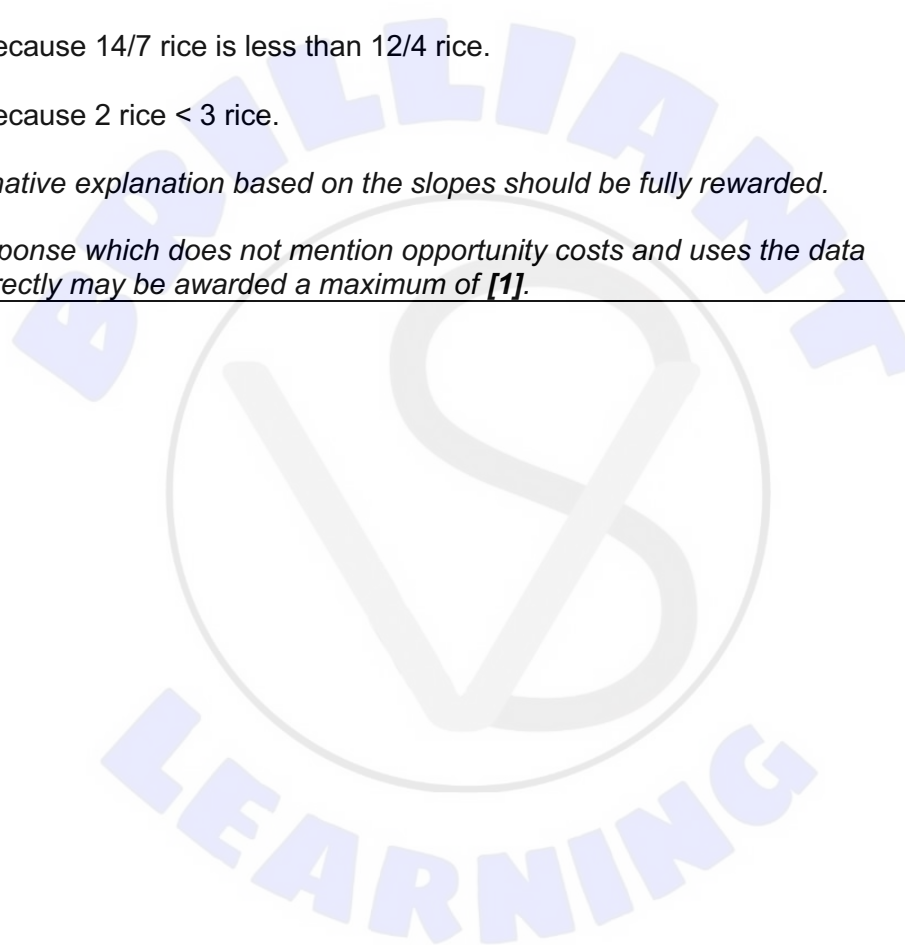 ecause 14/7 rice is less than 12/4 rice.
ecause 2 rice < 3 rice.
native explanation based on the slopes should be fully rewarded.
ponse which does not mention opportunity costs and uses the data
rectly may be awarded a maximum of [1].
BRILLIANT
VS
LEARNING